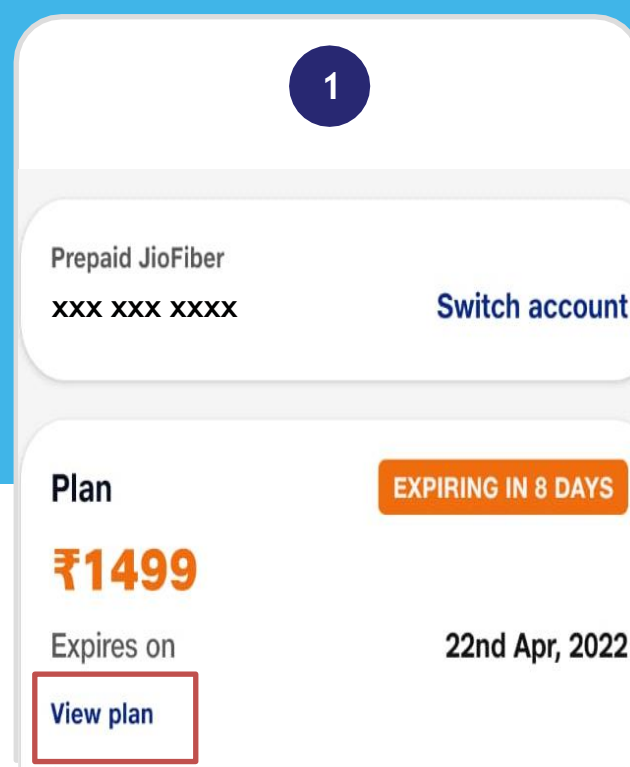 1
Prepaid JioFiber
xxx xxx xxxx
Switch account
Plan
EXPIRING IN 8 DAYS
₹1499
Expires on
22nd Apr, 2022
View plan